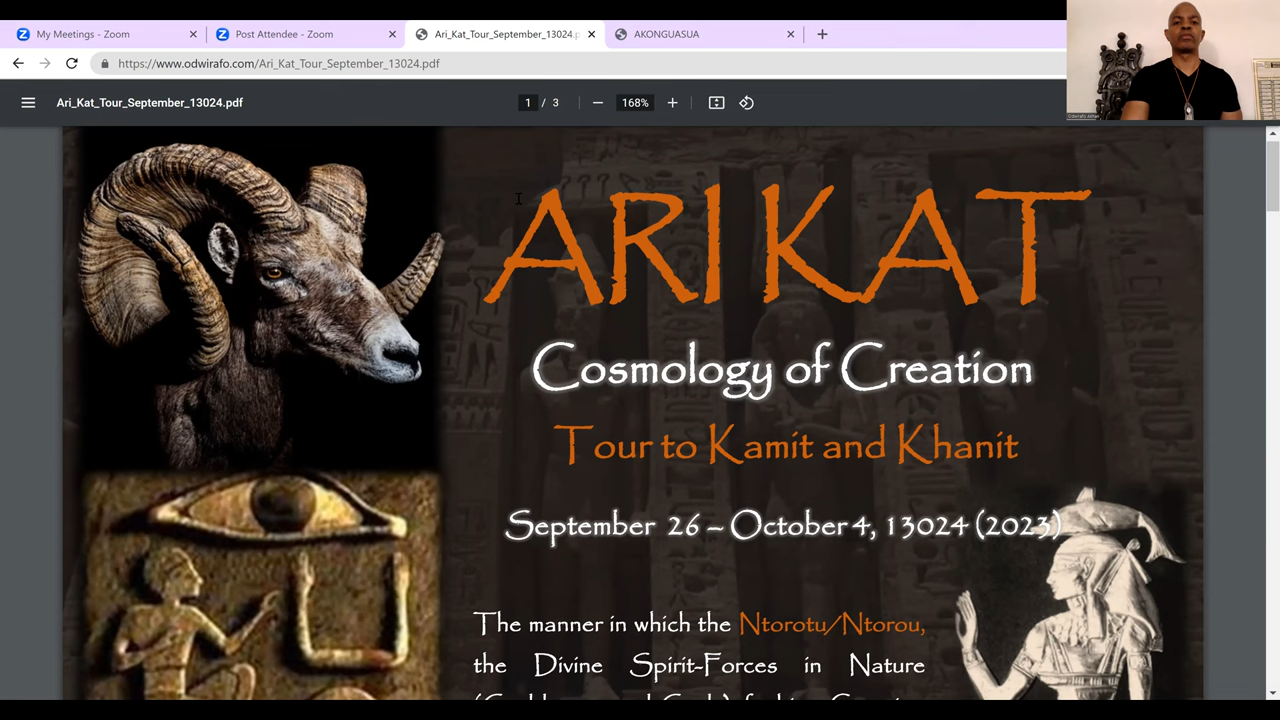 My Meetings - Zoom
Post Attendee - Zoom
Ari_Kat_Tour_September_13024.p
AKONGUASUA
https://www.odwirafo.com/Ari_Kat_Tour_September_13024.pdf
Ari_Kat_Tour_September_13024.pdf
1 / 3
168%
ARI KAT
Cosmology of Creation
Tour to Kamit and Khanit
September 26 – October 4, 13024 (2023)
The manner in which the Ntorotu/Ntorou,
the Divine Spirit-Forces in Nature